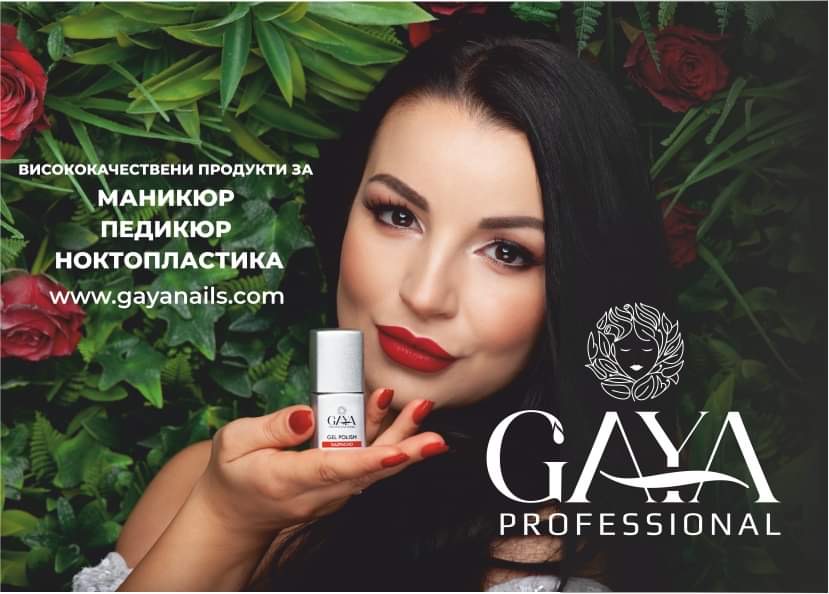 ВИСОКОКАЧЕСТВЕНИ ПРОДУКТИ ЗА
МАНИКЮР
ПЕДИКЮР
НОКТОПЛАСТИКА
www.gayanails.com
GAYA
GEL POLISH
GAYA
PROFESSIONAL